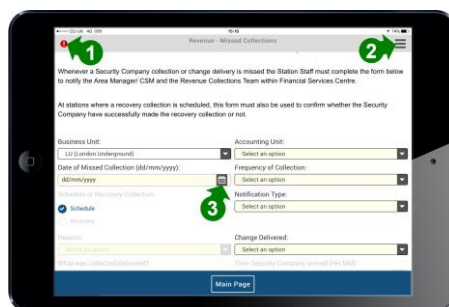 15:10
74%
Revenue - Missed Collections
1
2
Whenever a Security Company collection or change delivery is missed the Station Staff must complete the form below
to notify the Area Manager/ CSM and the Revenue Collections Team within Financial Services Centre.
At stations where a recovery collection is scheduled, this form must also be used to confirm whether the Security
Company have successfully made the recovery collection or not.
Business Unit: Accounting Unit:
LU (London Underground) Select an option
Date of Missed Collection (dd/mm/yyyy): Frequency of Collection:
dd/mm/yyyy Select an option
3
Schedule or Recovery Collection: Notification Type:
Schedule Select an option
Recovery
Reason: Change Delivered:
Select an option Select an option
What was collected/delivered? Time Security Company arrived (HH:MM)
Main Page